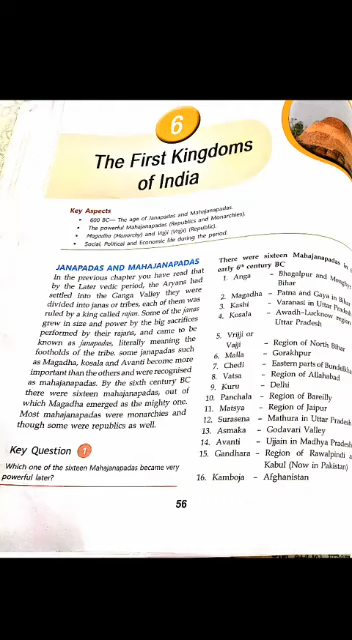 6
The First Kingdoms
of India
Key Aspects
• 600 BC— The age of Janapadas and Mahajanapadas.
• The powerful Mahajanapadas (Republics and Monarchies).
• Magadha (Monarchy) and Vajji (Vrijji) (Republic).
• Social, Political and Economic life during the period.
JANAPADAS AND MAHAJANAPADAS
In the previous chapter you have read that
by the Later vedic period, the Aryans had
settled into the Ganga Valley they were
divided into janas or tribes, each of them was
ruled by a king called rajan. Some of the janas
grew in size and power by the big sacrifices
performed by their rajans, and came to be
known as janapadas, literally meaning the
footholds of the tribe. some janapadas such
as Magadha, kosala and Avanti become more
important than the others and were recognised
as mahajanapadas. By the sixth century BC
there were sixteen mahajanapadas, out of
which Magadha emerged as the mighty one.
Most mahajanapadas were monarchies and
though some were republics as well.
Key Question 1
Which one of the sixteen Mahajanapadas became very
powerful later?
There were sixteen Mahajanapadas in
early 6th century BC
1. Anga – Bhagalpur and
Bihar
2. Magadha – Patna and Gaya in
3. Kashi – Varanasi in Uttar Pradesh
4. Kosala – Awadh-Lucknow region
Uttar Pradesh
5. Vrijji or
Vajji – Region of North Bihar
6. Malla – Gorakhpur
7. Chedi – Eastern parts of
8. Vatsa – Region of Allahabad
9. Kuru – Delhi
10. Panchala – Region of Bareilly
11. Matsya – Region of Jaipur
12. Surasena – Mathura in Uttar Pradesh
13. Asmaka – Godavari Valley
14. Avanti – Ujjain in Madhya Pradesh
15. Gandhara – Region of Rawalpindi
Kabul (Now in Pakistan)
16. Kamboja – Afghanistan
56